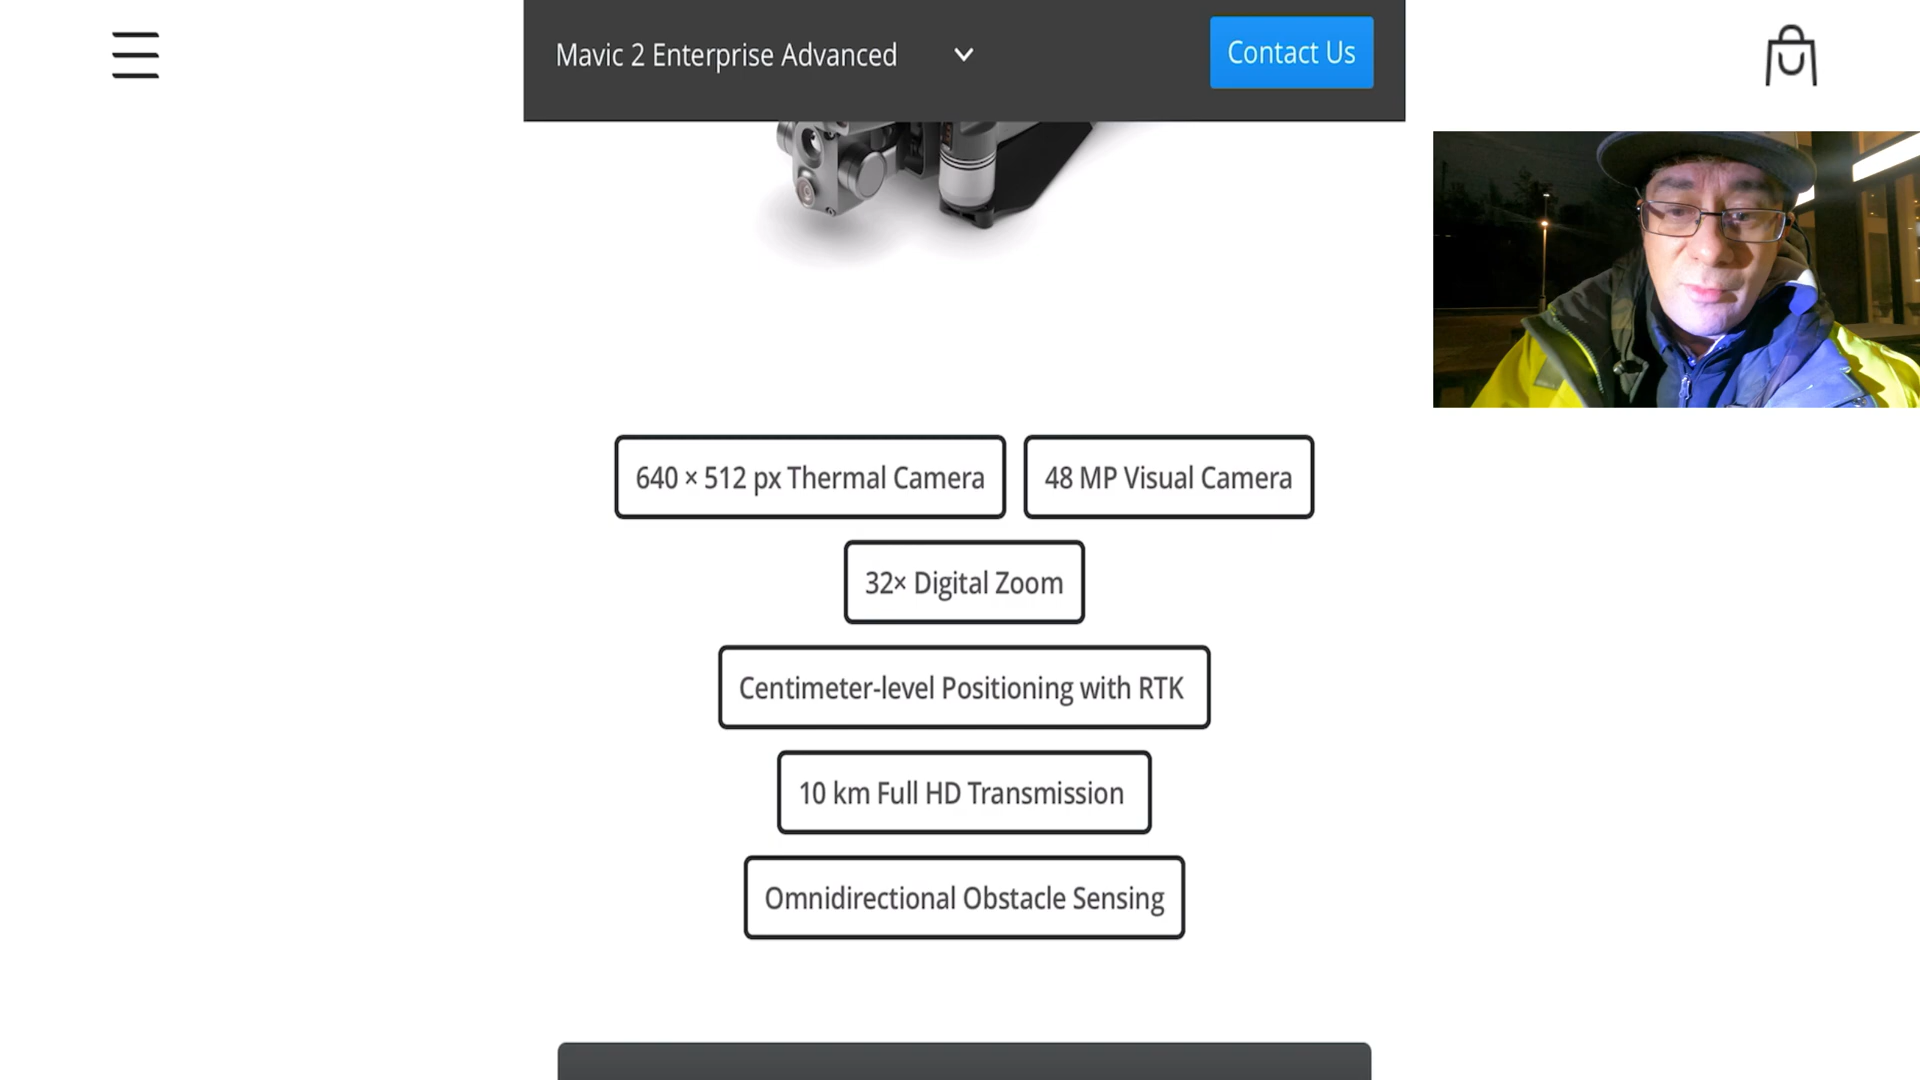 Mavic 2 Enterprise Advanced
Contact Us
640 × 512 px Thermal Camera
48 MP Visual Camera
32× Digital Zoom
Centimeter-level Positioning with RTK
10 km Full HD Transmission
Omnidirectional Obstacle Sensing